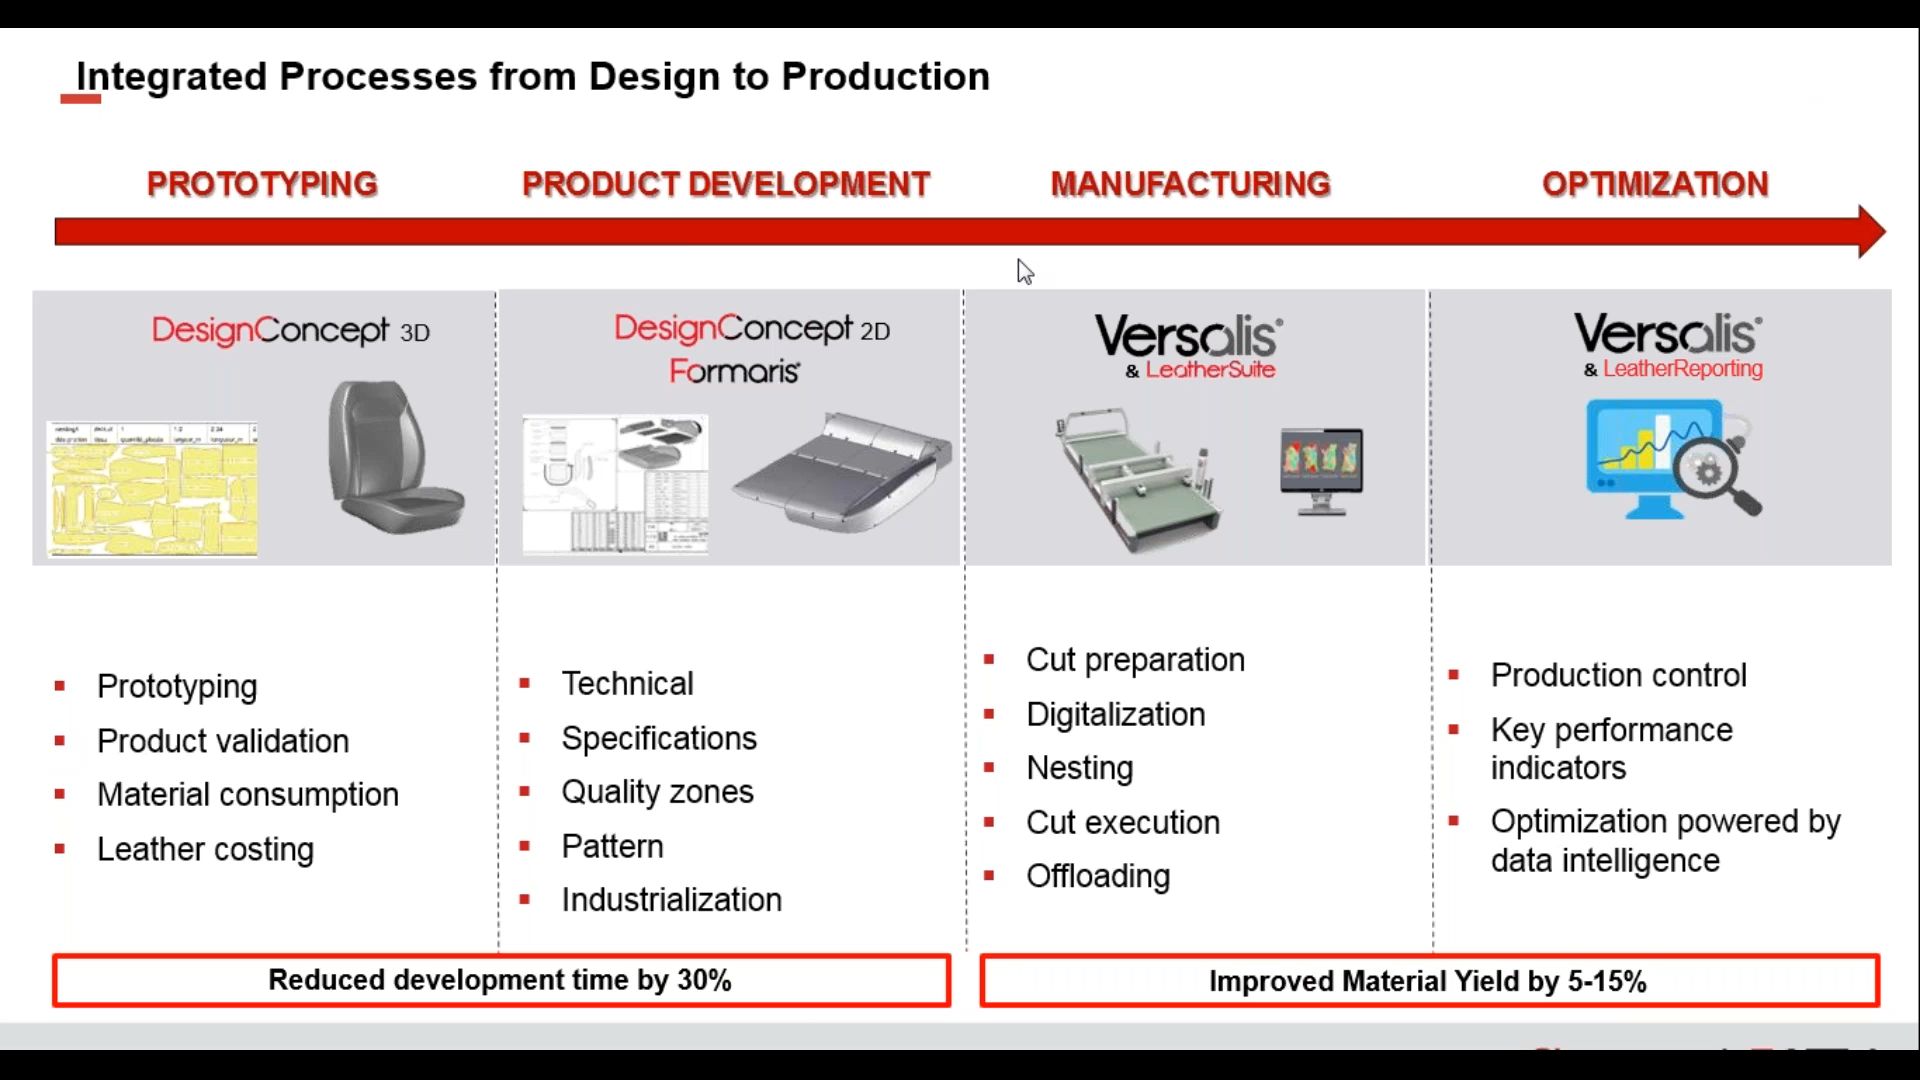 Integrated Processes from Design to Production
PROTOTYPING
PRODUCT DEVELOPMENT
MANUFACTURING
OPTIMIZATION
DesignConcept 3D
DesignConcept 2D
Formaris®
Versalis®
& LeatherSuite
Versalis®
& LeatherReporting
Prototyping
Product validation
Material consumption
Leather costing
Technical
Specifications
Quality zones
Pattern
Industrialization
Cut preparation
Digitalization
Nesting
Cut execution
Offloading
Production control
Key performance
indicators
Optimization powered by
data intelligence
Reduced development time by 30%
Improved Material Yield by 5-15%